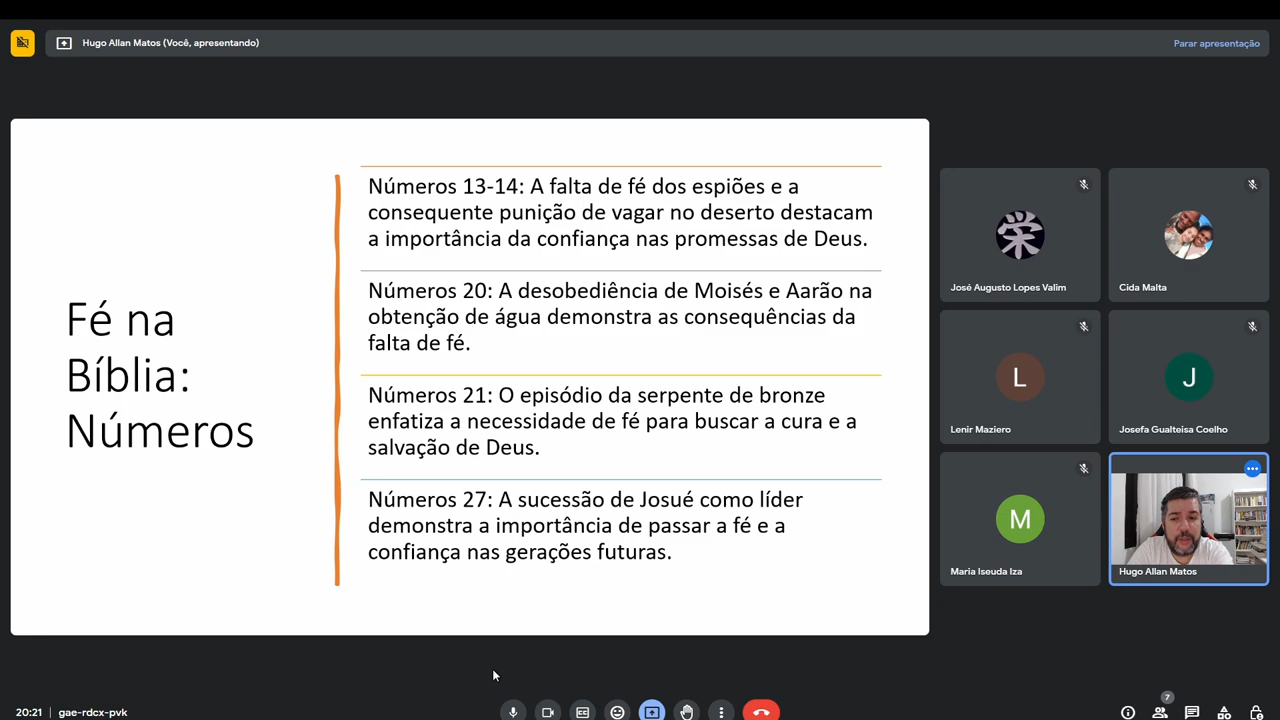 Hugo Allan Matos (Você, apresentando)
Parar apresentação
Fé na
Bíblia:
Números
Números 13-14: A falta de fé dos espiões e a
consequente punição de vagar no deserto destacam
a importância da confiança nas promessas de Deus.
Números 20: A desobediência de Moisés e Aarão na
obtenção de água demonstra as consequências da
falta de fé.
Números 21: O episódio da serpente de bronze
enfatiza a necessidade de fé para buscar a cura e a
salvação de Deus.
Números 27: A sucessão de Josué como líder
demonstra a importância de passar a fé e a
confiança nas gerações futuras.
栄
José Augusto Lopes Valim
Cida Malta
L
Lenir Maziero
J
Josefa Gualteisa Coelho
M
Maria Iseuda Iza
Hugo Allan Matos
20:21
gae-rdcx-pvk
7